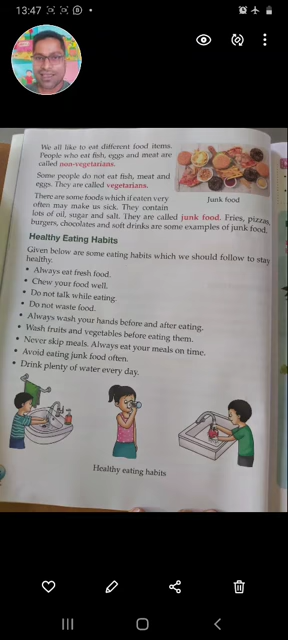 13:47
We all like to eat different food items.
People who eat fish, eggs and meat are
called non-vegetarians.
Some people do not eat fish, meat and
eggs. They are called vegetarians.
There are some foods which if eaten very
often may make us sick. They contain
Junk food
lots of oil, sugar and salt. They are called junk food. Fries, pizzas,
burgers, chocolates and soft drinks are some examples of junk food.
Healthy Eating Habits
Given below are some eating habits which we should follow to stay
healthy.
• Always eat fresh food.
• Chew your food well.
• Do not talk while eating.
• Do not waste food.
• Always wash your hands before and after eating.
• Wash fruits and vegetables before eating them.
• Never skip meals. Always eat your meals on time.
• Avoid eating junk food often.
• Drink plenty of water every day.
Healthy eating habits